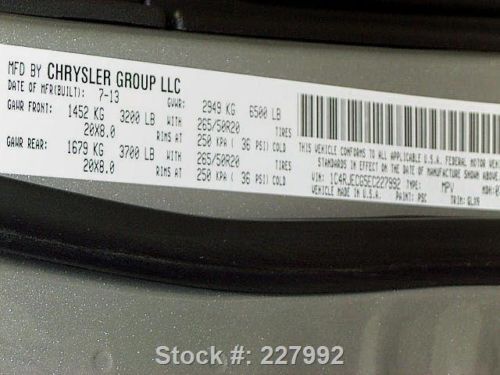 MFD BY CHRYSLER GROUP LLC
DATE OF MFR(BUILT): 7-13 GVWR: 2949 KG 6500 LB
GAWR FRONT: 1452 KG 3200 LB WITH 265/50R20 TIRES
20X8.0 RIMS AT 250 KPA ( 36 PSI) COLD
GAWR REAR: 1679 KG 3700 LB WITH 265/50R20 TIRES
20X8.0 RIMS AT 250 KPA ( 36 PSI) COLD
THIS VEHICLE CONFORMS TO ALL APPLICABLE U.S.A. FEDERAL MOTOR
STANDARDS IN EFFECT ON THE DATE OF
VIN: 1C4RJECG5EC227992 TYPE: MPV
VEHICLE MADE IN U.S.A. PAINT: PSC TRIM:
Stock #: 227992